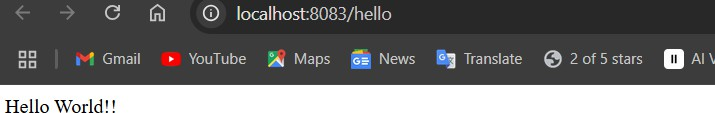 localhost:8083/hello
Gmail YouTube Maps News Translate 2 of 5 stars AI
Hello World!!